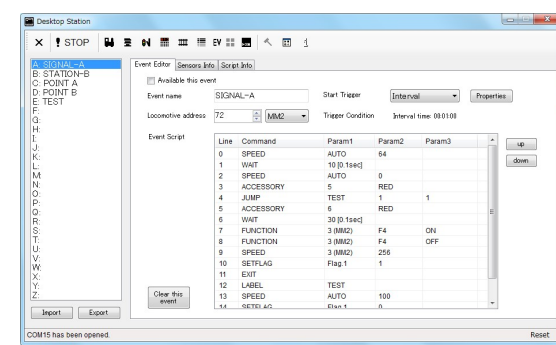 Desktop Station
STOP EV
A: SIGNAL-A
B: STATION-B
C: POINT A
D: POINT B
E: TEST
F:
G:
H:
I:
J:
K:
L:
M:
N:
O:
P:
Q:
R:
S:
T:
U:
V:
W:
X:
Y:
Z:
Import Export
Event Editor Sensors Info Script Info
Available this event
Event name SIGNAL-A Start Trigger Interval Properties
Locomotive address 72 MM2 Trigger Condition Interval time: 00:01:00
Event Script
Line Command Param1 Param2 Param3
0 SPEED AUTO 64
1 WAIT 10 [0.1sec]
2 SPEED AUTO 0
3 ACCESSORY 5 RED
4 JUMP TEST 1 1
5 ACCESSORY 6 RED
6 WAIT 30 [0.1sec]
7 FUNCTION 3 (MM2) F4 ON
8 FUNCTION 3 (MM2) F4 OFF
9 SPEED 3 (MM2) 256
10 SETFLAG Flag.1 1
11 EXIT
12 LABEL TEST
13 SPEED AUTO 100
14 SETFLAG Flag.1 0
up
down
Clear this
event
COM15 has been opened. Reset